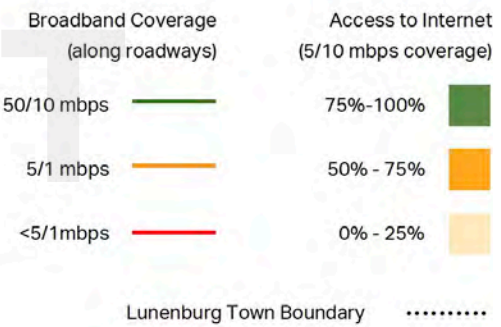 Broadband Coverage
(along roadways)
50/10 mbps
5/1 mbps
<5/1mbps
Access to Internet
(5/10 mbps coverage)
75%-100%
50% - 75%
0% - 25%
Lunenburg Town Boundary